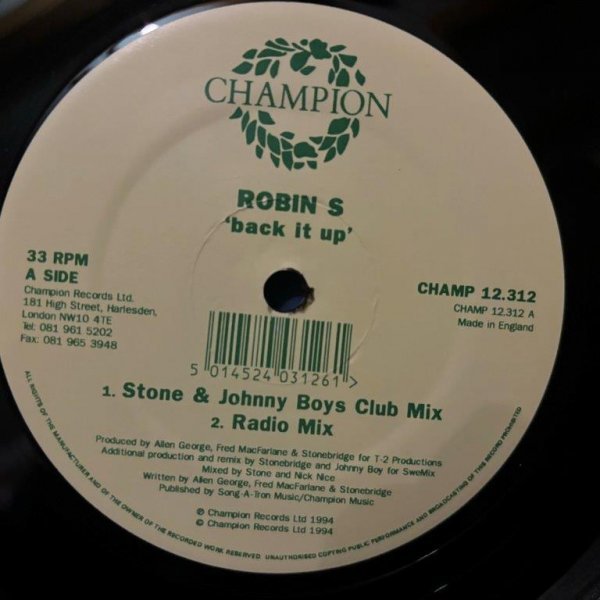 CHAMPION
ROBIN S
'back it up'
33 RPM
A SIDE
Champion Records Ltd.
181 High Street, Harlesden,
London NW10 4TE
Tel: 081 961 5202
Fax: 081 965 3948
CHAMP 12.312
CHAMP 12.312 A
Made in England
5 014524 031261 >
1. Stone & Johnny Boys Club Mix
2. Radio Mix
Produced by Allen George, Fred MacFarlane & Stonebridge for T-2 Productions
Additional production and remix by Stonebridge and Johnny Boy for SweMix
Mixed by Stone and Nick Nice
Written by Allen George, Fred MacFarlane & Stonebridge
Published by Song-A-Tron Music/Champion Music
℗ Champion Records Ltd 1994
© Champion Records Ltd 1994
ALL RIGHTS OF THE MANUFACTURER AND OF THE OWNER OF THE RECORDED WORK RESERVED. UNAUTHORISED COPYING PUBLIC PERFORMANCE AND BROADCASTING OF THIS RECORD PROHIBITED